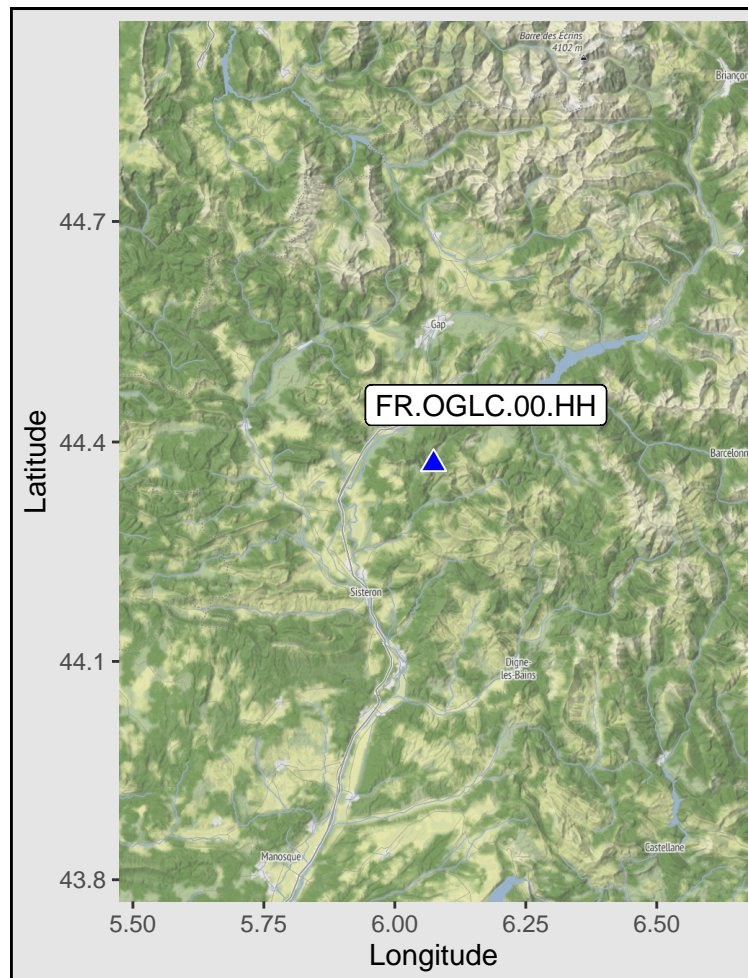 Barre des Écrins
4102 m
Briançon
44.7
Gap
FR.OGLC.00.HH
44.4
Barcelonn
Latitude
Sisteron
44.1
Digne-
les-Bains
Castellane
Manosque
43.8
5.50 5.75 6.00 6.25 6.50
Longitude